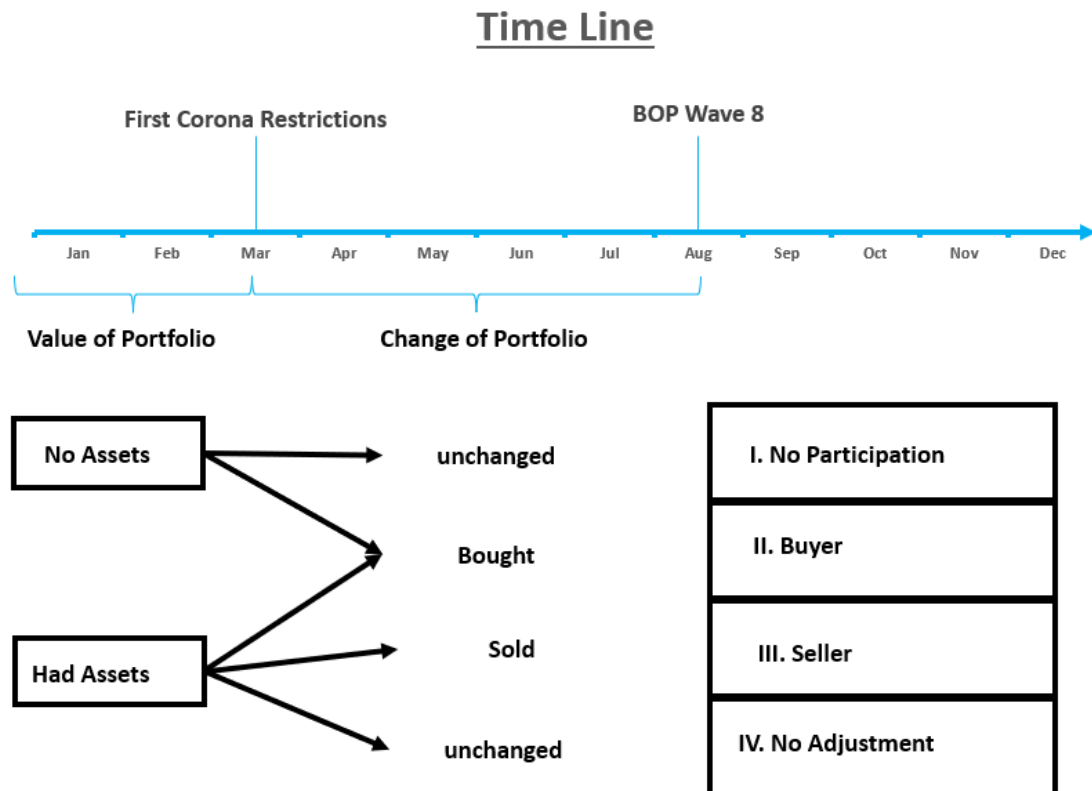 Time Line
First Corona Restrictions
BOP Wave 8
Jan Feb Mar Apr May Jun Jul Aug Sep Oct Nov Dec
Value of Portfolio
Change of Portfolio
No Assets
unchanged
I. No Participation
Bought
II. Buyer
Had Assets
Sold
III. Seller
unchanged
IV. No Adjustment